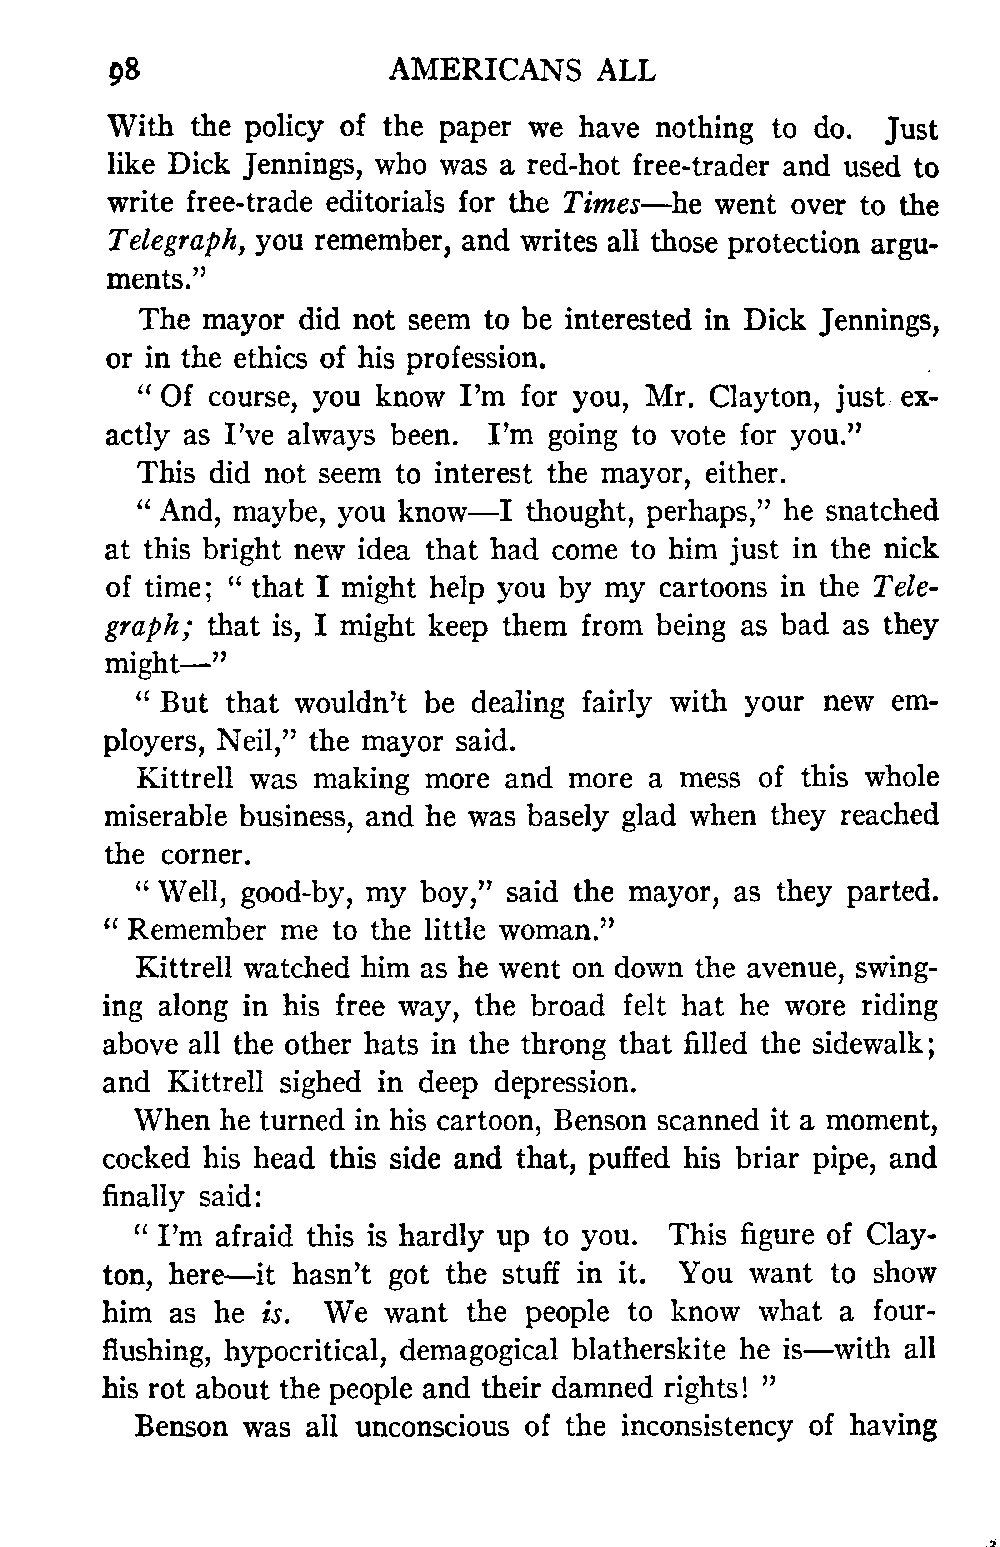 98 AMERICANS ALL
With the policy of the paper we have nothing to do. Just
like Dick Jennings, who was a red-hot free-trader and used to
write free-trade editorials for the Times—he went over to the
Telegraph, you remember, and writes all those protection argu-
ments.”
The mayor did not seem to be interested in Dick Jennings,
or in the ethics of his profession.
“ Of course, you know I’m for you, Mr. Clayton, just ex-
actly as I’ve always been. I’m going to vote for you.”
This did not seem to interest the mayor, either.
“ And, maybe, you know—I thought, perhaps,” he snatched
at this bright new idea that had come to him just in the nick
of time; “ that I might help you by my cartoons in the Tele-
graph; that is, I might keep them from being as bad as they
might—”
“ But that wouldn’t be dealing fairly with your new em-
ployers, Neil,” the mayor said.
Kittrell was making more and more a mess of this whole
miserable business, and he was basely glad when they reached
the corner.
“ Well, good-by, my boy,” said the mayor, as they parted.
“ Remember me to the little woman.”
Kittrell watched him as he went on down the avenue, swing-
ing along in his free way, the broad felt hat he wore riding
above all the other hats in the throng that filled the sidewalk;
and Kittrell sighed in deep depression.
When he turned in his cartoon, Benson scanned it a moment,
cocked his head this side and that, puffed his briar pipe, and
finally said:
“ I’m afraid this is hardly up to you. This figure of Clay-
ton, here—it hasn’t got the stuff in it. You want to show
him as he is. We want the people to know what a four-
flushing, hypocritical, demagogical blatherskite he is—with all
his rot about the people and their damned rights! ”
Benson was all unconscious of the inconsistency of having